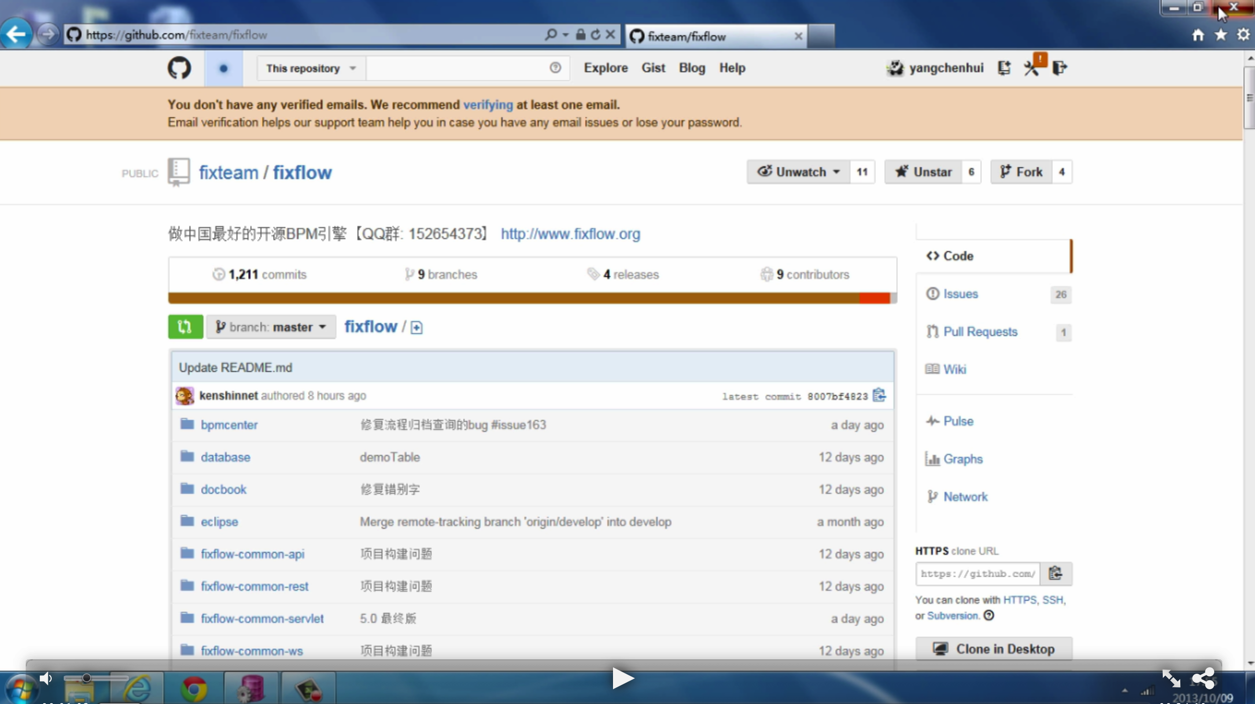 https://github.com/fixteam/fixflow
fixteam/fixflow
This repository
Explore Gist Blog Help
yangchenhui
You don't have any verified emails. We recommend verifying at least one email.
Email verification helps our support team help you in case you have any email issues or lose your password.
PUBLIC fixteam / fixflow
Unwatch 11 Unstar 6 Fork 4
做中国最好的开源BPM引擎【QQ群: 152654373】 http://www.fixflow.org
1,211 commits 9 branches 4 releases 9 contributors
branch: master fixflow /
Update README.md
kenshinnet authored 8 hours ago latest commit 8007bf4823
bpmcenter 修复流程归档查询的bug #issue163 a day ago
database demoTable 12 days ago
docbook 修复错别字 12 days ago
eclipse Merge remote-tracking branch 'origin/develop' into develop a month ago
fixflow-common-api 项目构建问题 12 days ago
fixflow-common-rest 项目构建问题 12 days ago
fixflow-common-servlet 5.0 最终版 a day ago
fixflow-common-ws 项目构建问题 12 days ago
Code
Issues 26
Pull Requests 1
Wiki
Pulse
Graphs
Network
HTTPS clone URL
https://github.com/
You can clone with HTTPS, SSH,
or Subversion.
Clone in Desktop
2013/10/09